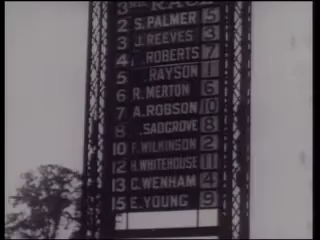 3RD RACE
2 S. PALMER 5
3 J. REEVES 3
4 ROBERTS 7
5 RAYSON 1
6 R. MERTON 6
7 A. ROBSON 10
8 SADGROVE 8
10 F. WILKINSON 2
12 H. WHITEHOUSE 11
13 C. WENHAM 4
15 E. YOUNG 9